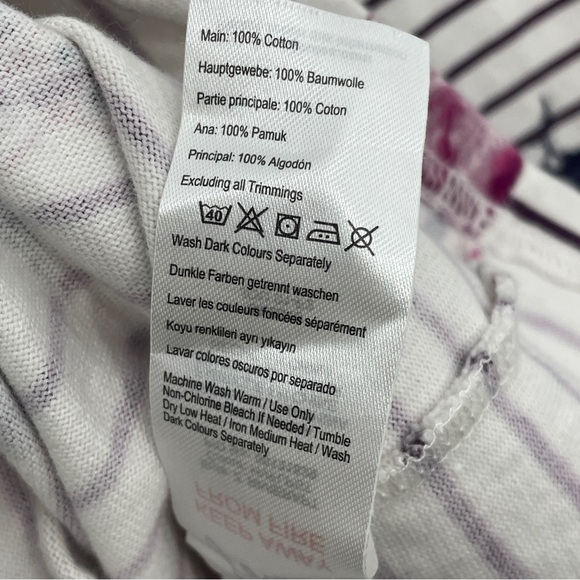 Main: 100% Cotton
Hauptgewebe: 100% Baumwolle
Partie principale: 100% Coton
Ana: 100% Pamuk
Principal: 100% Algodón
Excluding all Trimmings
40
Wash Dark Colours Separately
Dunkle Farben getrennt waschen
Laver les couleurs foncées séparément
Koyu renklileri ayrı yıkayın
Lavar colores oscuros por separado
Machine Wash Warm / Use Only
Non-Chlorine Bleach If Needed / Tumble
Dry Low Heat / Iron Medium Heat / Wash
Dark Colours Separately
KEEP AWAY
FROM FIRE